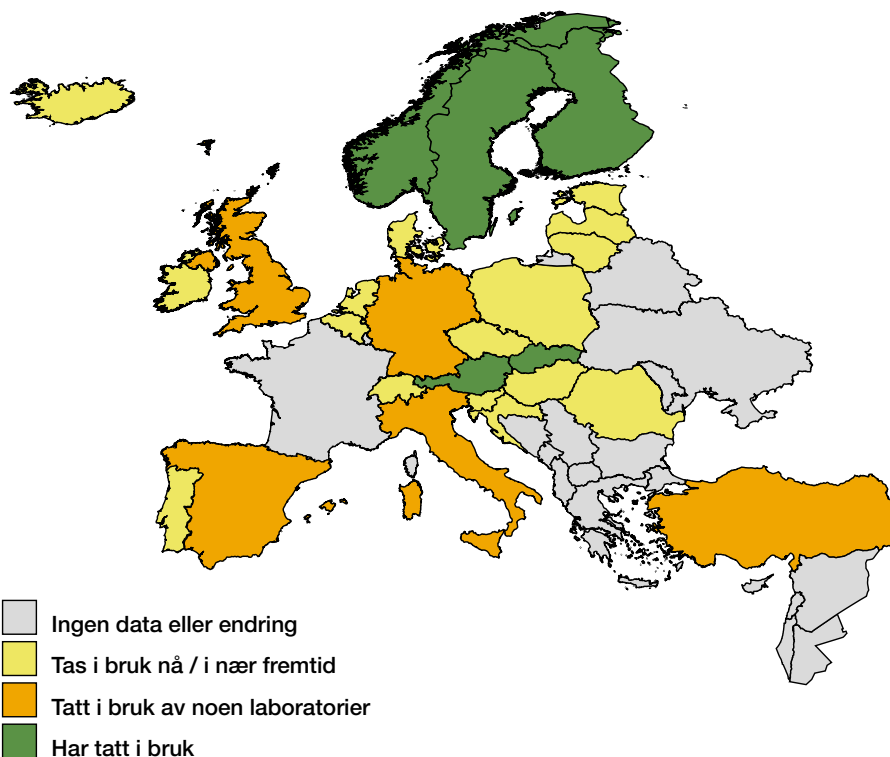 Ingen data eller endring
Tas i bruk nå / i nær fremtid
Tatt i bruk av noen laboratorier
Har tatt i bruk